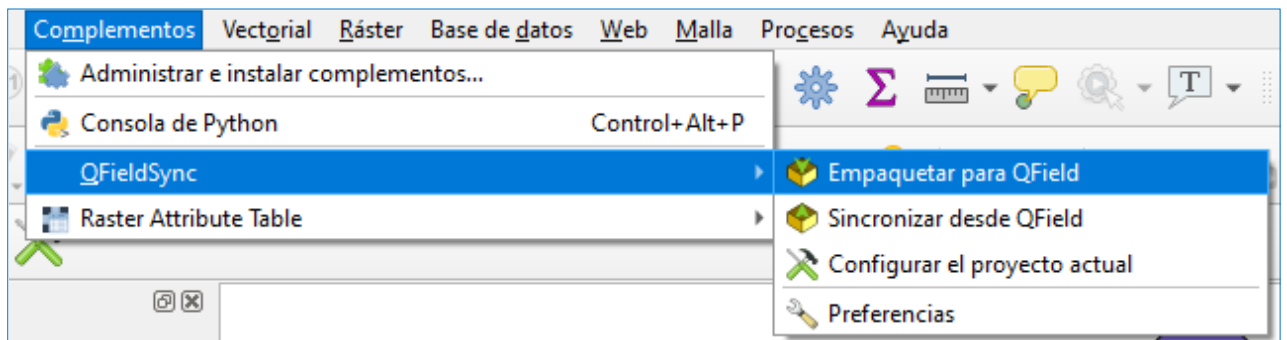 Complementos Vectorial Ráster Base de datos Web Malla Procesos Ayuda
Administrar e instalar complementos...
Consola de Python Control+Alt+P
QFieldSync
Raster Attribute Table
Empaquetar para QField
Sincronizar desde QField
Configurar el proyecto actual
Preferencias
T